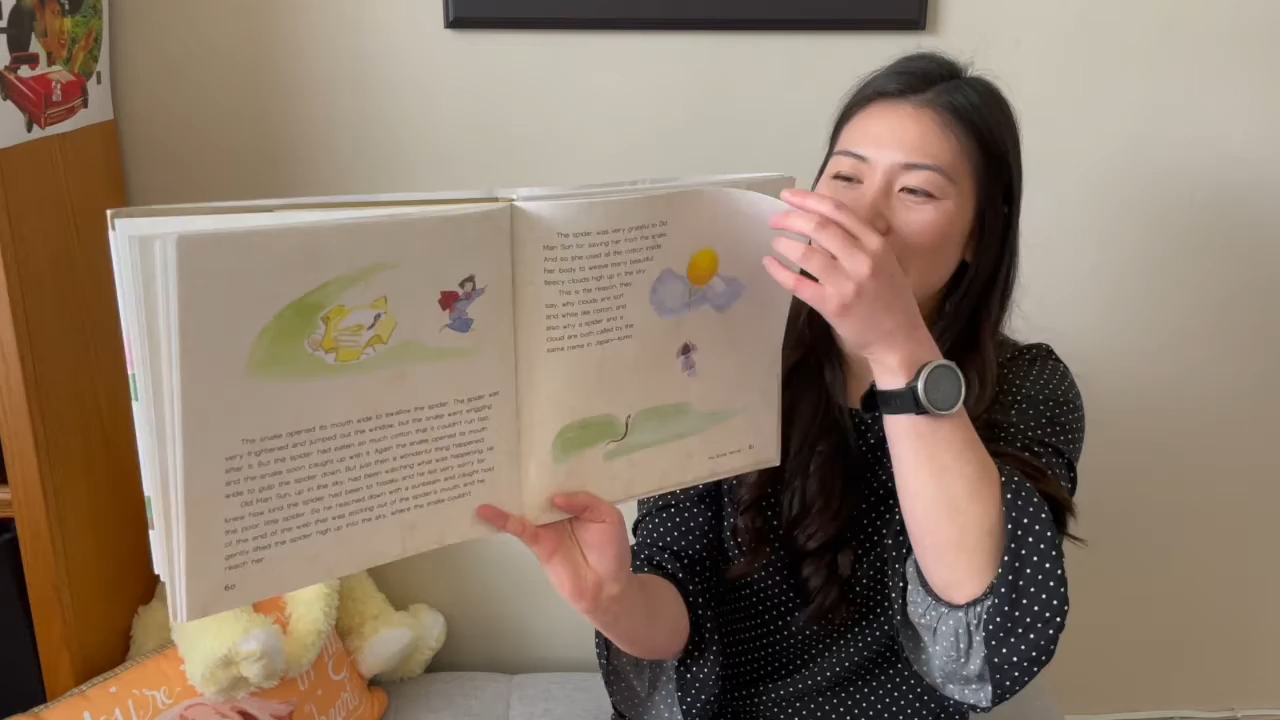 The snake opened its mouth wide to swallow the spider. The spider was
very frightened and jumped out the window. But the snake went wriggling
after it. But the spider had eaten so much cotton that it couldn't run fast,
and the snake soon caught up with it. Again the snake opened its mouth
wide to gulp the spider down. But just then a wonderful thing happened.
Old Man Sun, up in the sky, had been watching what was happening. He
knew how kind the spider had been to Yosaku and he felt very sorry for
the poor little spider. So he reached down with a sunbeam and caught hold
of the end of the web that was sticking out of the spider's mouth, and he
gently lifted the spider high up into the sky, where the snake couldn't
reach her.
60
The spider was very grateful to Old
Man Sun for saving her from the snake.
And so she used all the cotton inside
her body to weave many beautiful
fleecy clouds high up in the sky.
This is the reason, they
say, why clouds are soft
and white like cotton, and
also why a spider and a
cloud are both called by the
same name in Japan—kumo.
61
you're
in
my
heart